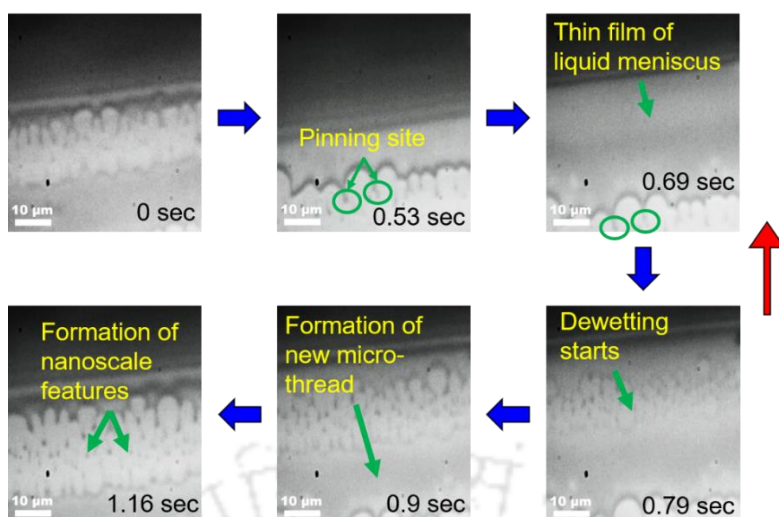 10 μm
0 sec
Pinning site
10 μm
0.53 sec
Thin film of
liquid meniscus
10 μm
0.69 sec
Dewetting
starts
10 μm
0.79 sec
Formation of
new micro-
thread
10 μm
0.9 sec
Formation of
nanoscale
features
10 μm
1.16 sec